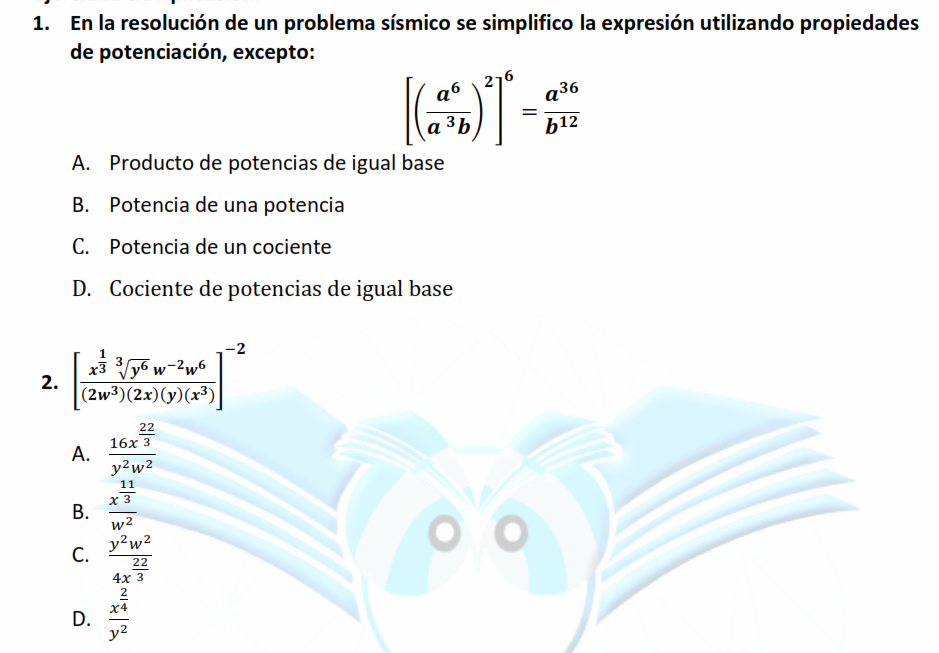 1. En la resolución de un problema sísmico se simplifico la expresión utilizando propiedades
de potenciación, excepto:
[(a⁶ / a ³b)²]⁶ = a³⁶ / b¹²
A. Producto de potencias de igual base
B. Potencia de una potencia
C. Potencia de un cociente
D. Cociente de potencias de igual base
2. [x^(1/3) ∛y⁶ w⁻²w⁶ / (2w³)(2x)(y)(x³)]⁻²
A. 16x^(22/3) / y²w²
B. x^(11/3) / w²
C. y²w² / 4x^(22/3)
D. x^(2/4) / y²